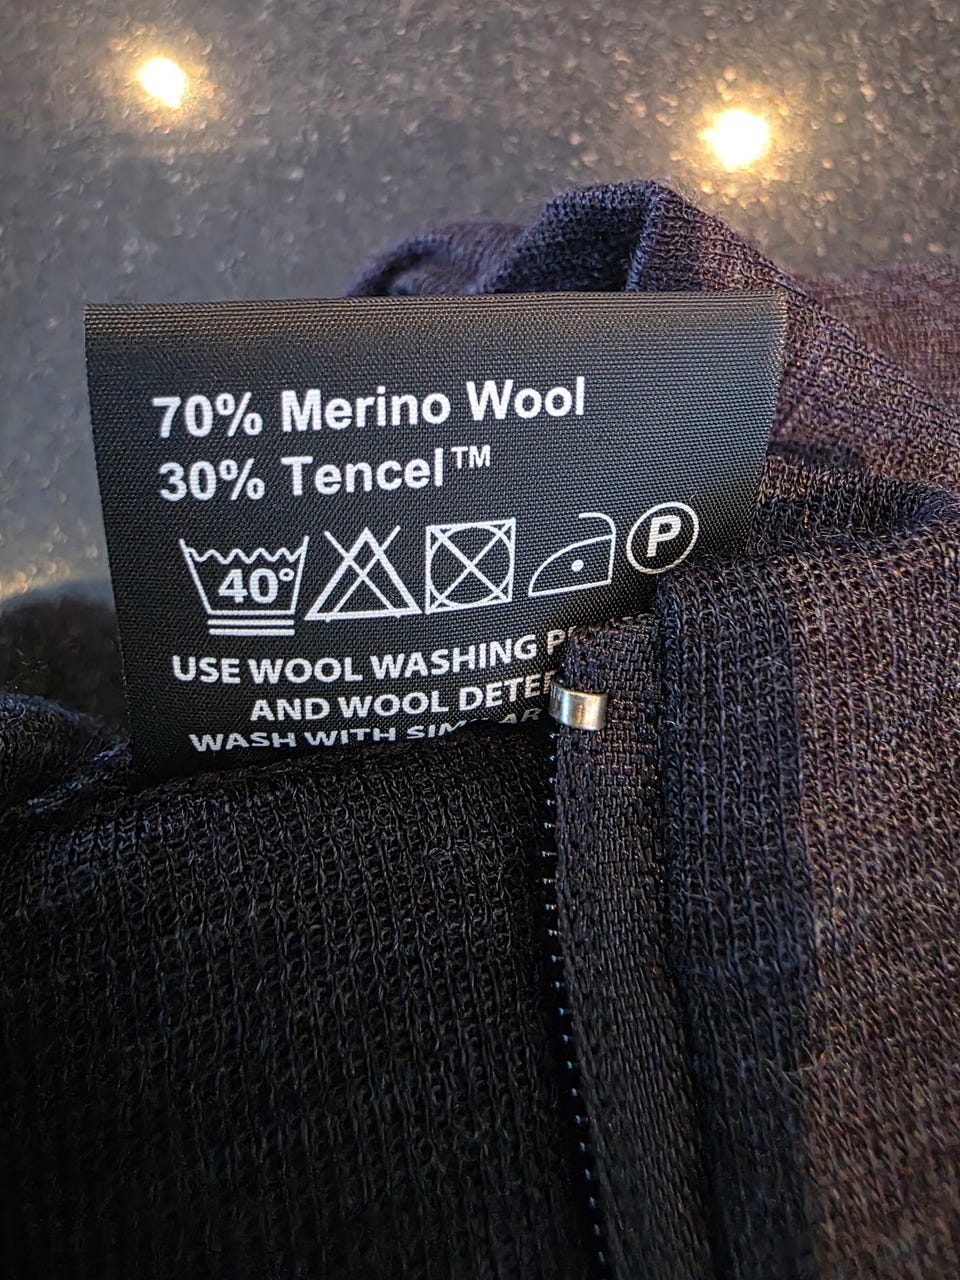 70% Merino Wool
30% Tencel™
40°
P
USE WOOL WASHING
AND WOOL
WASH WITH